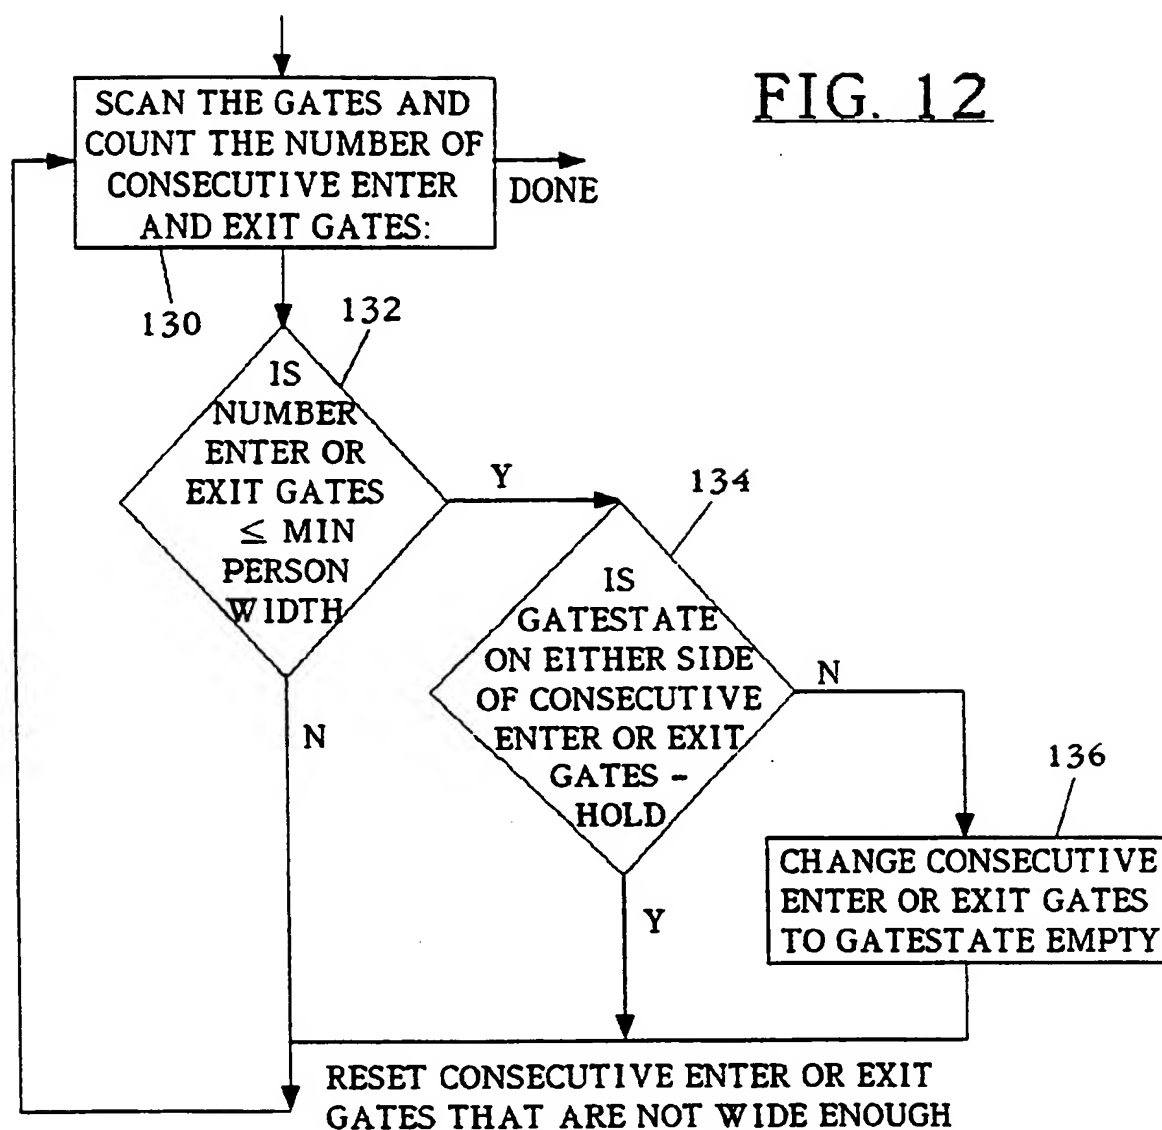 FIG. 12
SCAN THE GATES AND
COUNT THE NUMBER OF
CONSECUTIVE ENTER
AND EXIT GATES:
DONE
130
132
IS
NUMBER
ENTER OR
EXIT GATES
≤ MIN
PERSON
WIDTH
Y
N
134
IS
GATESTATE
ON EITHER SIDE
OF CONSECUTIVE
ENTER OR EXIT
GATES -
HOLD
N
Y
136
CHANGE CONSECUTIVE
ENTER OR EXIT GATES
TO GATESTATE EMPTY
RESET CONSECUTIVE ENTER OR EXIT
GATES THAT ARE NOT WIDE ENOUGH